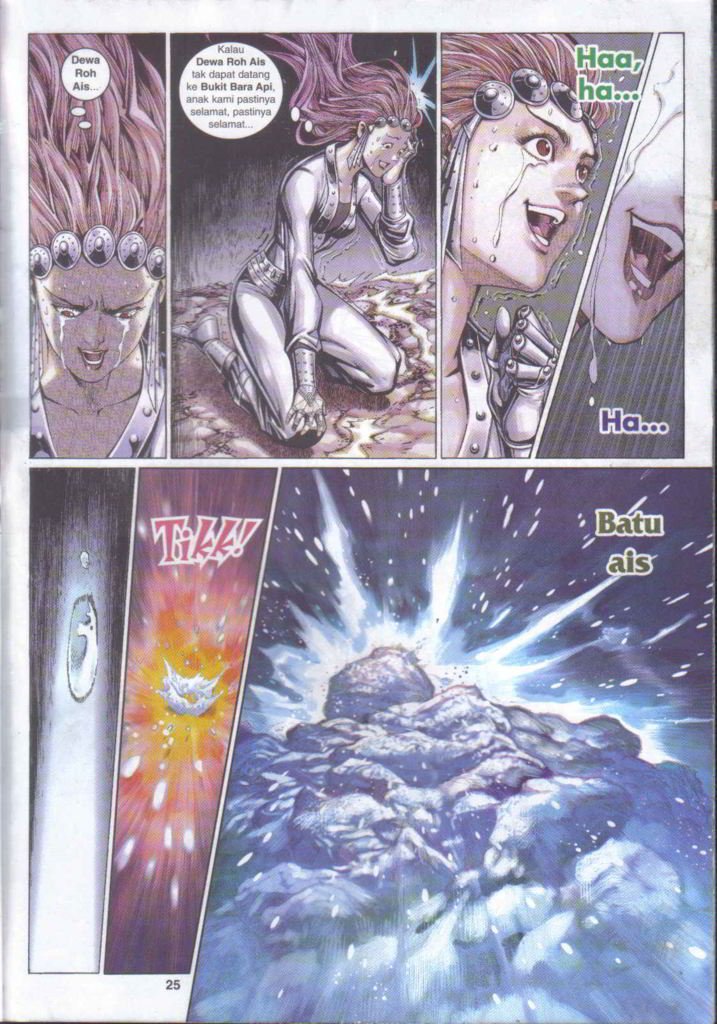 Dewa
Roh
Ais...
Kalau
Dewa Roh Ais
tak dapat datang
ke Bukit Bara Api,
anak kami pastinya
selamat, pastinya
selamat...
Haa,
ha...
Ha...
Tikk!
Batu
ais
25